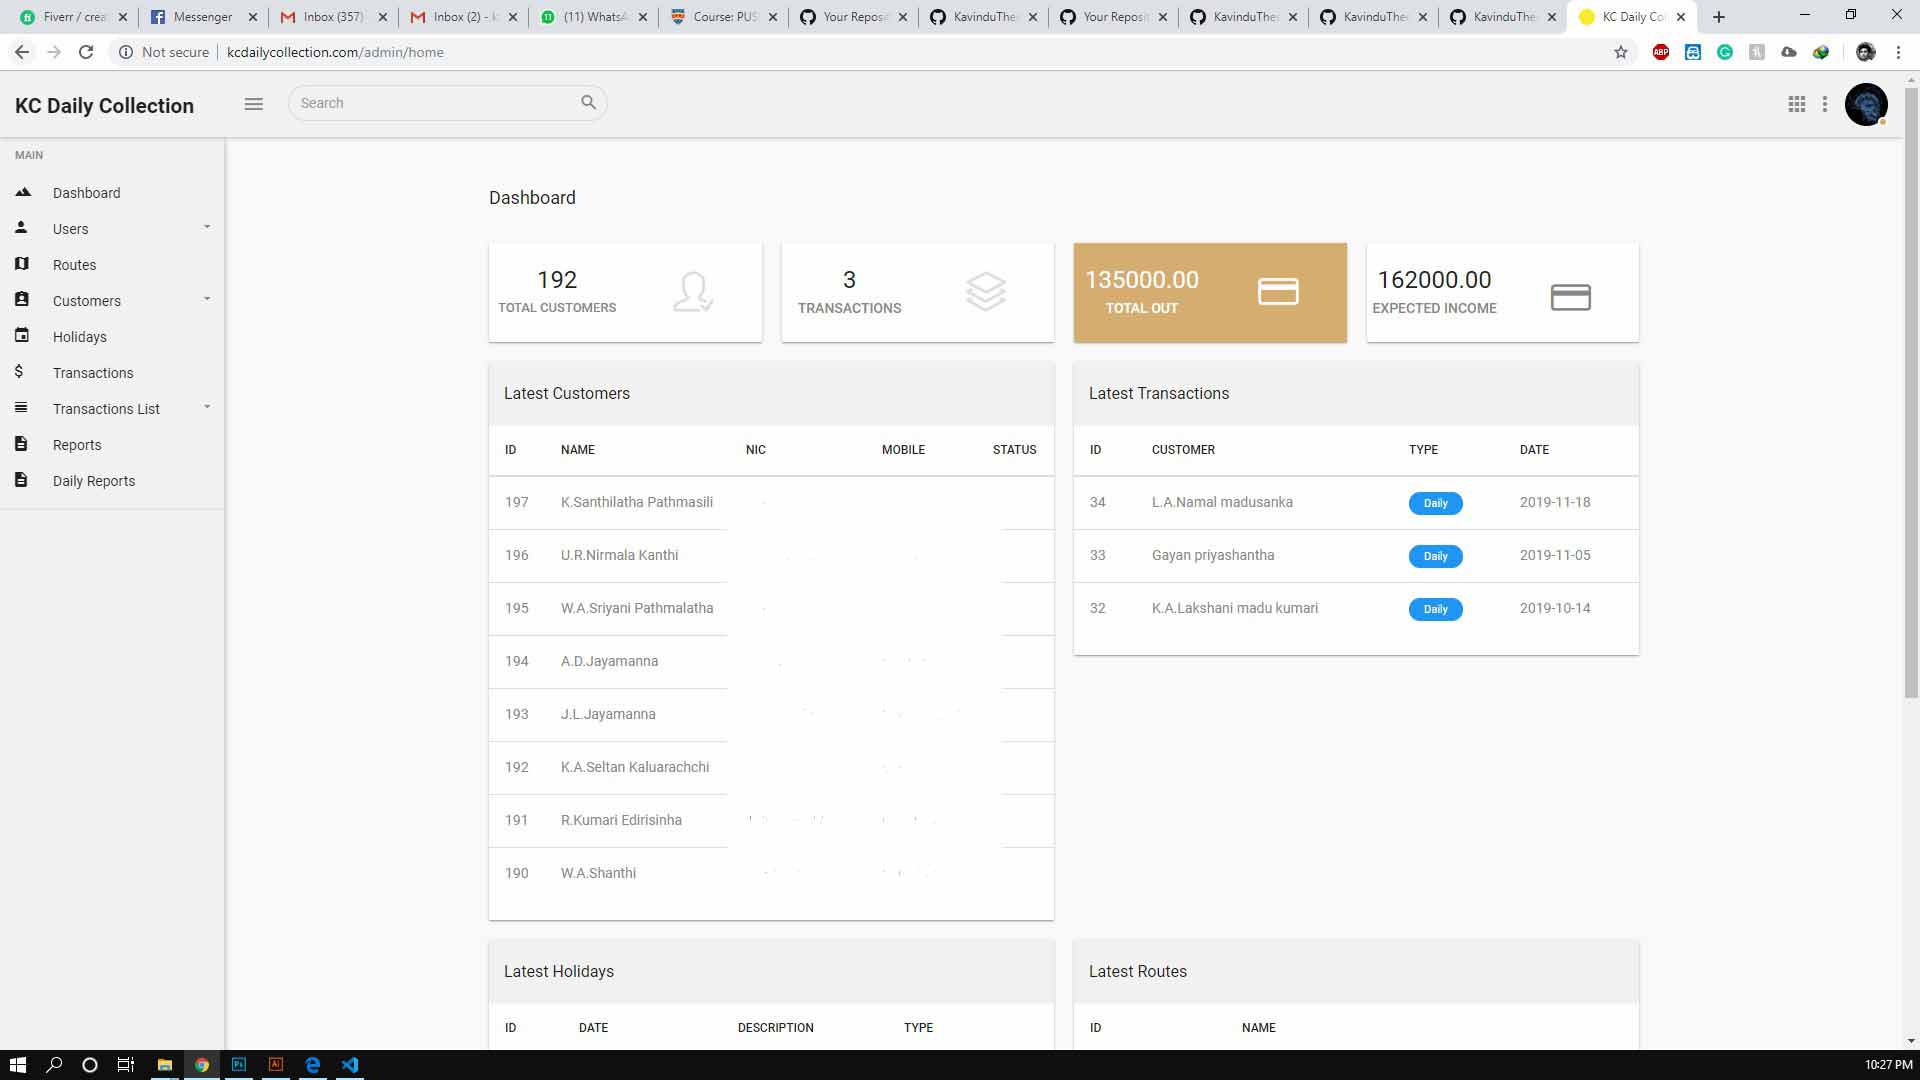 Fiverr / crea
Messenger
Inbox (357)
Inbox (2) - k
(11) WhatsA
Course: PUS
Your Reposit
KavinduThe
Your Reposit
KavinduThe
KavinduThe
KavinduThe
KC Daily Co
Not secure
kcdailycollection.com/admin/home
ABP
KC Daily Collection
Search
MAIN
Dashboard
Users
Routes
Customers
Holidays
Transactions
Transactions List
Reports
Daily Reports
Dashboard
192
TOTAL CUSTOMERS
3
TRANSACTIONS
135000.00
TOTAL OUT
162000.00
EXPECTED INCOME
Latest Customers
ID NAME NIC MOBILE STATUS
197 K.Santhilatha Pathmasili
196 U.R.Nirmala Kanthi
195 W.A.Sriyani Pathmalatha
194 A.D.Jayamanna
193 J.L.Jayamanna
192 K.A.Seltan Kaluarachchi
191 R.Kumari Edirisinha
190 W.A.Shanthi
Latest Transactions
ID CUSTOMER TYPE DATE
34 L.A.Namal madusanka Daily 2019-11-18
33 Gayan priyashantha Daily 2019-11-05
32 K.A.Lakshani madu kumari Daily 2019-10-14
Latest Holidays
ID DATE DESCRIPTION TYPE
Latest Routes
ID NAME
Ps
Ai
10:27 PM